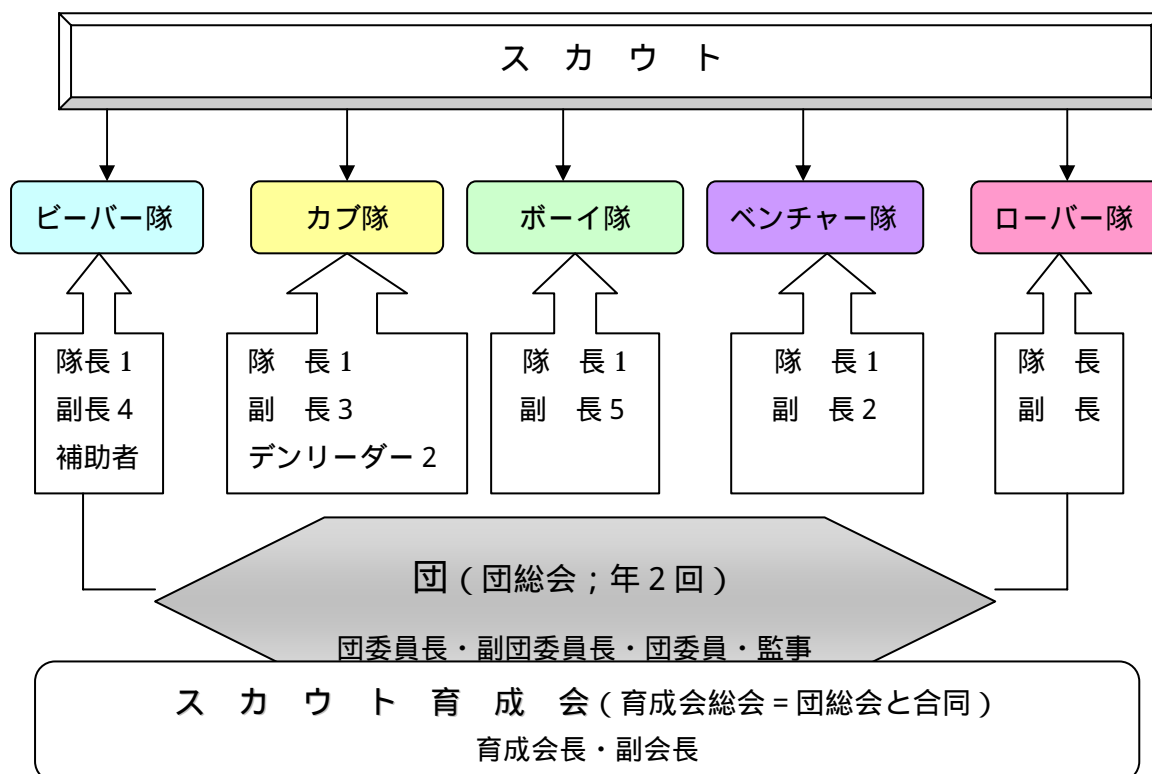 ス カ ウ ト
ビーバー隊
カブ隊
ボーイ隊
ベンチャー隊
ローバー隊
隊長 1
副長 4
補助者
隊 長 1
副 長 3
デンリーダー 2
隊 長 1
副 長 5
隊 長 1
副 長 2
隊 長
副 長
団（団総会；年 2 回）
団委員長・副団委員長・団委員・監事
ス カ ウ ト 育 成 会（育成会総会 = 団総会と合同）
育成会長・副会長